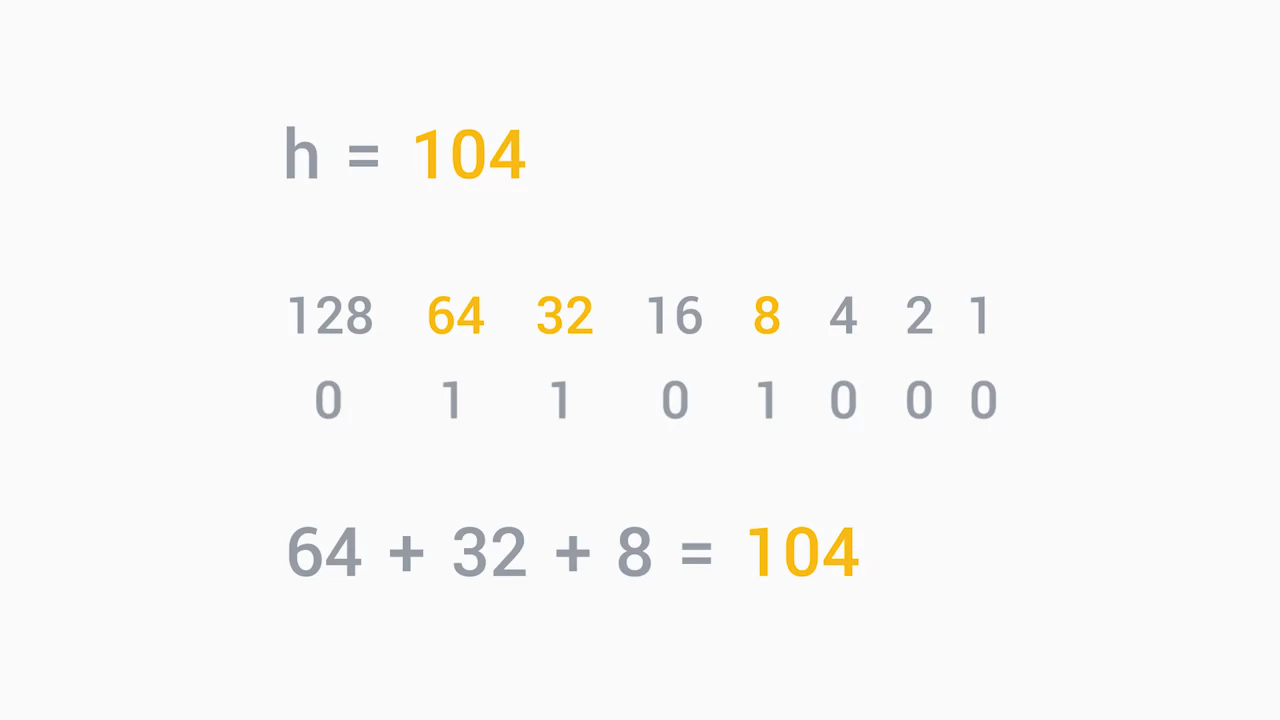 h = 104
128 64 32 16 8 4 2 1
0 1 1 0 1 0 0 0
64 + 32 + 8 = 104